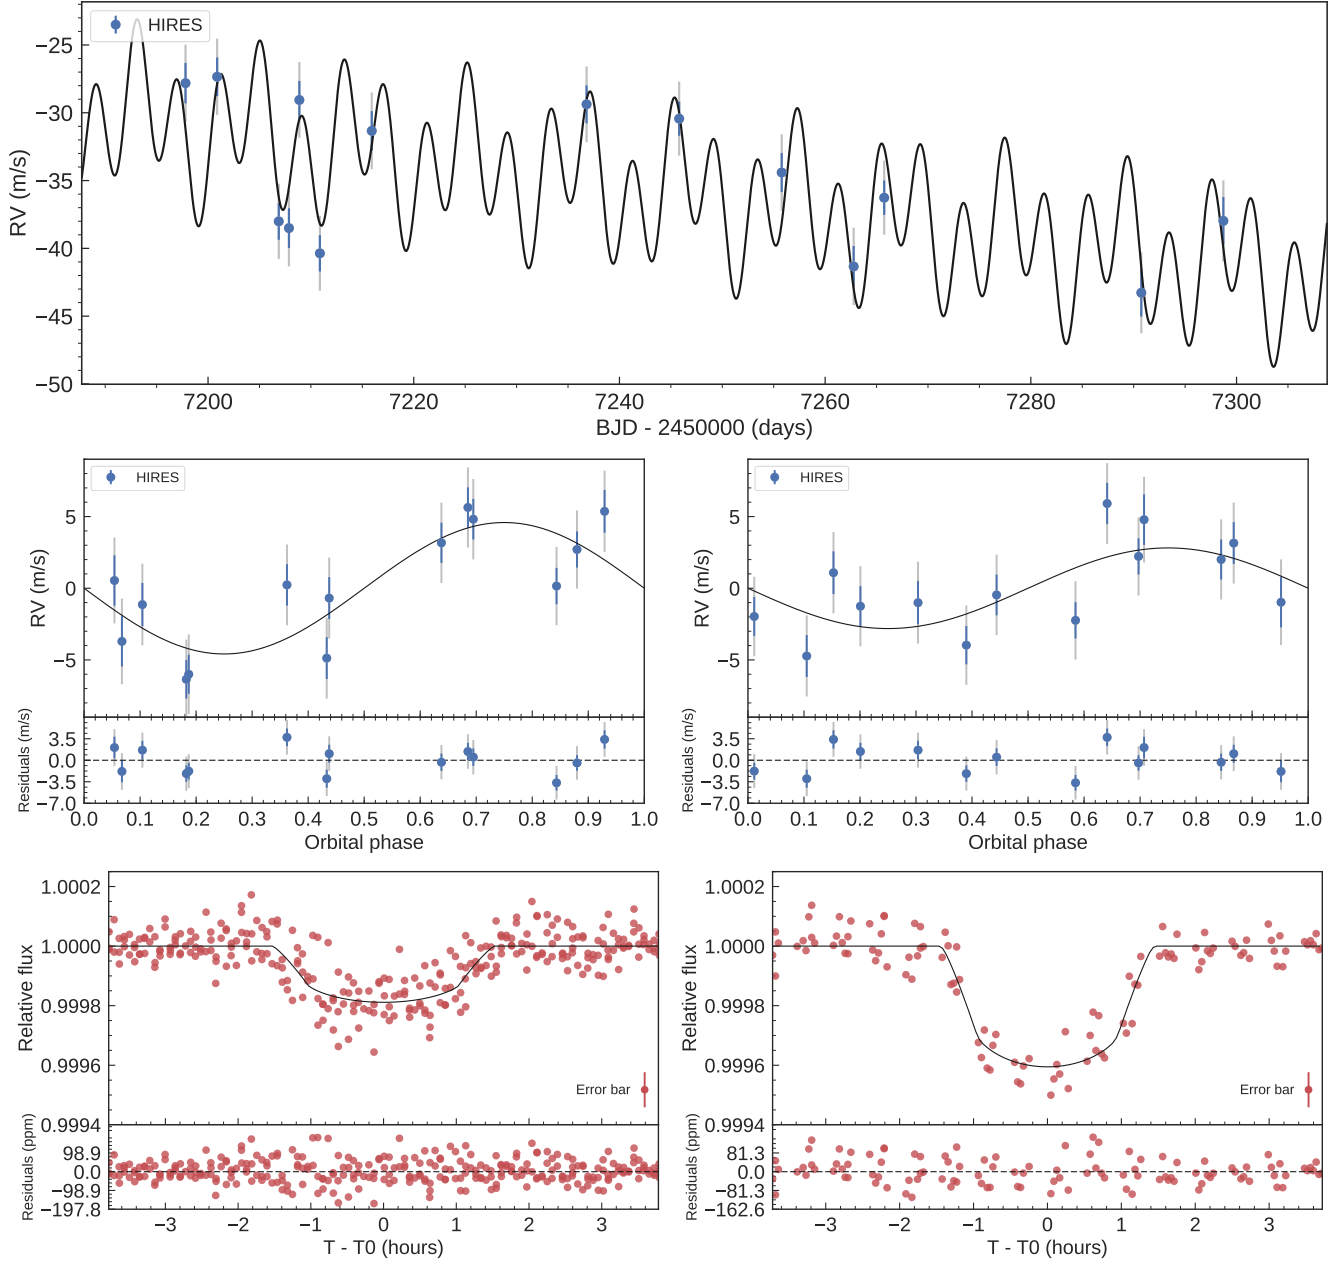 HIRES
−25
−30
−35
−40
−45
−50
RV (m/s)
7200 7220 7240 7260 7280 7300
BJD - 2450000 (days)
HIRES
5
0
−5
RV (m/s)
3.5
0.0
−3.5
−7.0
Residuals (m/s)
0.0 0.1 0.2 0.3 0.4 0.5 0.6 0.7 0.8 0.9 1.0
Orbital phase
HIRES
5
0
−5
RV (m/s)
3.5
0.0
−3.5
−7.0
Residuals (m/s)
0.0 0.1 0.2 0.3 0.4 0.5 0.6 0.7 0.8 0.9 1.0
Orbital phase
1.0002
1.0000
0.9998
0.9996
0.9994
Relative flux
Error bar
98.9
0.0
−98.9
−197.8
Residuals (ppm)
−3 −2 −1 0 1 2 3
T - T0 (hours)
1.0002
1.0000
0.9998
0.9996
0.9994
Relative flux
Error bar
81.3
0.0
−81.3
−162.6
Residuals (ppm)
−3 −2 −1 0 1 2 3
T - T0 (hours)